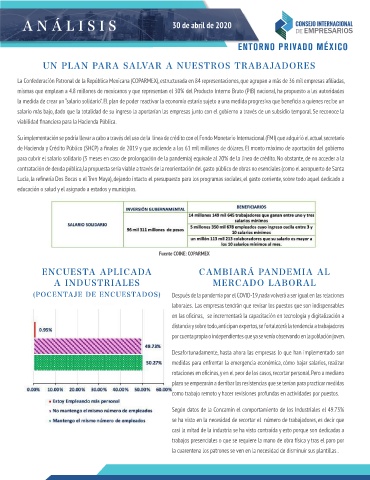 ANÁLISIS
30 de abril de 2020
CONSEJO INTERNACIONAL
DE EMPRESARIOS
ENTORNO PRIVADO MÉXICO
UN PLAN PARA SALVAR A NUESTROS TRABAJADORES
La Confederación Patronal de la República Mexicana (COPARMEX), estructurada en 84 representaciones, que agrupan a más de 36 mil empresas afiliadas,
mismas que emplean a 4.8 millones de mexicanos y que representan el 30% del Producto Interno Bruto (PIB) nacional, ha propuesto a las autoridades
la medida de crear un "salario solidario". El plan de poder reactivar la economía estaría sujeto a una medida progresiva que beneficia a quienes recibe un
salario más bajo, dado que la totalidad de su ingreso la aportarían las empresas junto con el gobierno a través de un subsidio temporal. Se reconoce la
viabilidad financiera para la Hacienda Pública.
Su implementación se podría llevar a cabo a través del uso de la línea de crédito con el Fondo Monetario Internacional (FMI) que adquirió el actual secretario
de Hacienda y Crédito Público (SHCP) a finales de 2019 y que asciende a los 61 mil millones de dólares. El monto máximo de aportación del gobierno
para cubrir el salario solidario (3 meses en caso de prolongación de la pandemia) equivale al 20% de la línea de crédito. No obstante, de no acceder a la
contratación de deuda pública, la propuesta sería viable a través de la reorientación del gasto público de obras no esenciales (como el aeropuerto de Santa
Lucía, la refinería Dos Bocas o el Tren Maya), dejando intacto el presupuesto para los programas sociales, el gasto corriente, sobre todo aquel dedicado a
educación o salud y el asignado a estados y municipios.
INVERSIÓN GUBERNAMENTAL
BENEFICIARIOS
SALARIO SOLIDARIO
96 mil 311 millones de pesos
14 millones 149 mil 645 trabajadores que ganan entre uno y tres
salarios mínimos
5 millones 350 mil 678 empleados cuyo ingreso oscila entre 3 y
10 salarios mínimos
un millón 113 mil 213 colaboradores que su salario es mayor a
los 10 salarios mínimos al mes.
Fuente COINE: COPARMEX
ENCUESTA APLICADA
A INDUSTRIALES
(POCENTAJE DE ENCUESTADOS)
0.95%
49.73%
50.27%
0.00% 10.00% 20.00% 30.00% 40.00% 50.00% 60.00%
Estoy Empleando más personal
No mantengo el mismo número de empleados
Mantengo el mismo número de empleados
CAMBIARÁ PANDEMIA AL
MERCADO LABORAL
Después de la pandemia por el COVID-19, nada volverá a ser igual en las relaciones
laborales. Las empresas tendrán que revisar los puestos que son indispensables
en las oficinas, se incrementará la capacitación en tecnología y digitalización a
distancia y sobre todo, anticipan expertos, se fortalecerá la tendencia a trabajadores
por cuenta propia o independientes que ya se venía observando en la población joven.
Desafortunadamente, hasta ahora las empresas lo que han implementado son
medidas para enfrentar la emergencia económica, cómo bajar salarios, realizar
rotaciones en oficinas, y en el peor de los casos, recortar personal. Pero a mediano
plazo se empezarán a derribar las resistencias que se tenían para practicar medidas
como trabajo remoto y hacer revisiones profundas en actividades por puestos.
Según datos de la Concamin el comportamiento de los Industriales el 49.73%
se ha visto en la necesidad de recortar el número de trabajadores, es decir que
casi la mitad de la industria se ha visto contraída y esto porque son dedicados a
trabajos presenciales o que se requiere la mano de obra física y tras el paro por
la cuarentena los patrones se ven en la necesidad de disminuir sus plantillas.